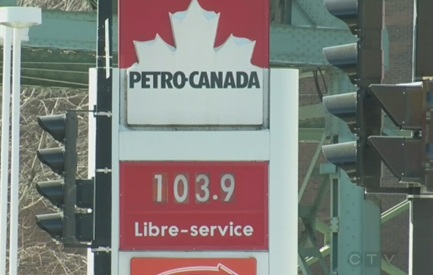 PETRO-CANADA
103.9
Libre-service
CTV